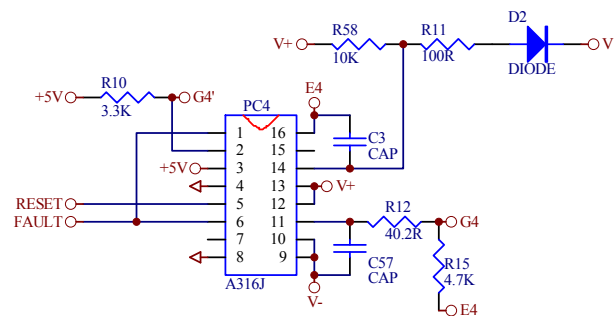 D2
V+ R58 R11 V
10K 100R DIODE
R10 E4
+5V G4'
3.3K PC4
1 16 C3
2 15 CAP
+5V 3 14
4 13 V+
RESET 5 12 R12
FAULT 6 11 G4
7 10 40.2R
8 9 C57 R15
A316J CAP 4.7K
V- E4